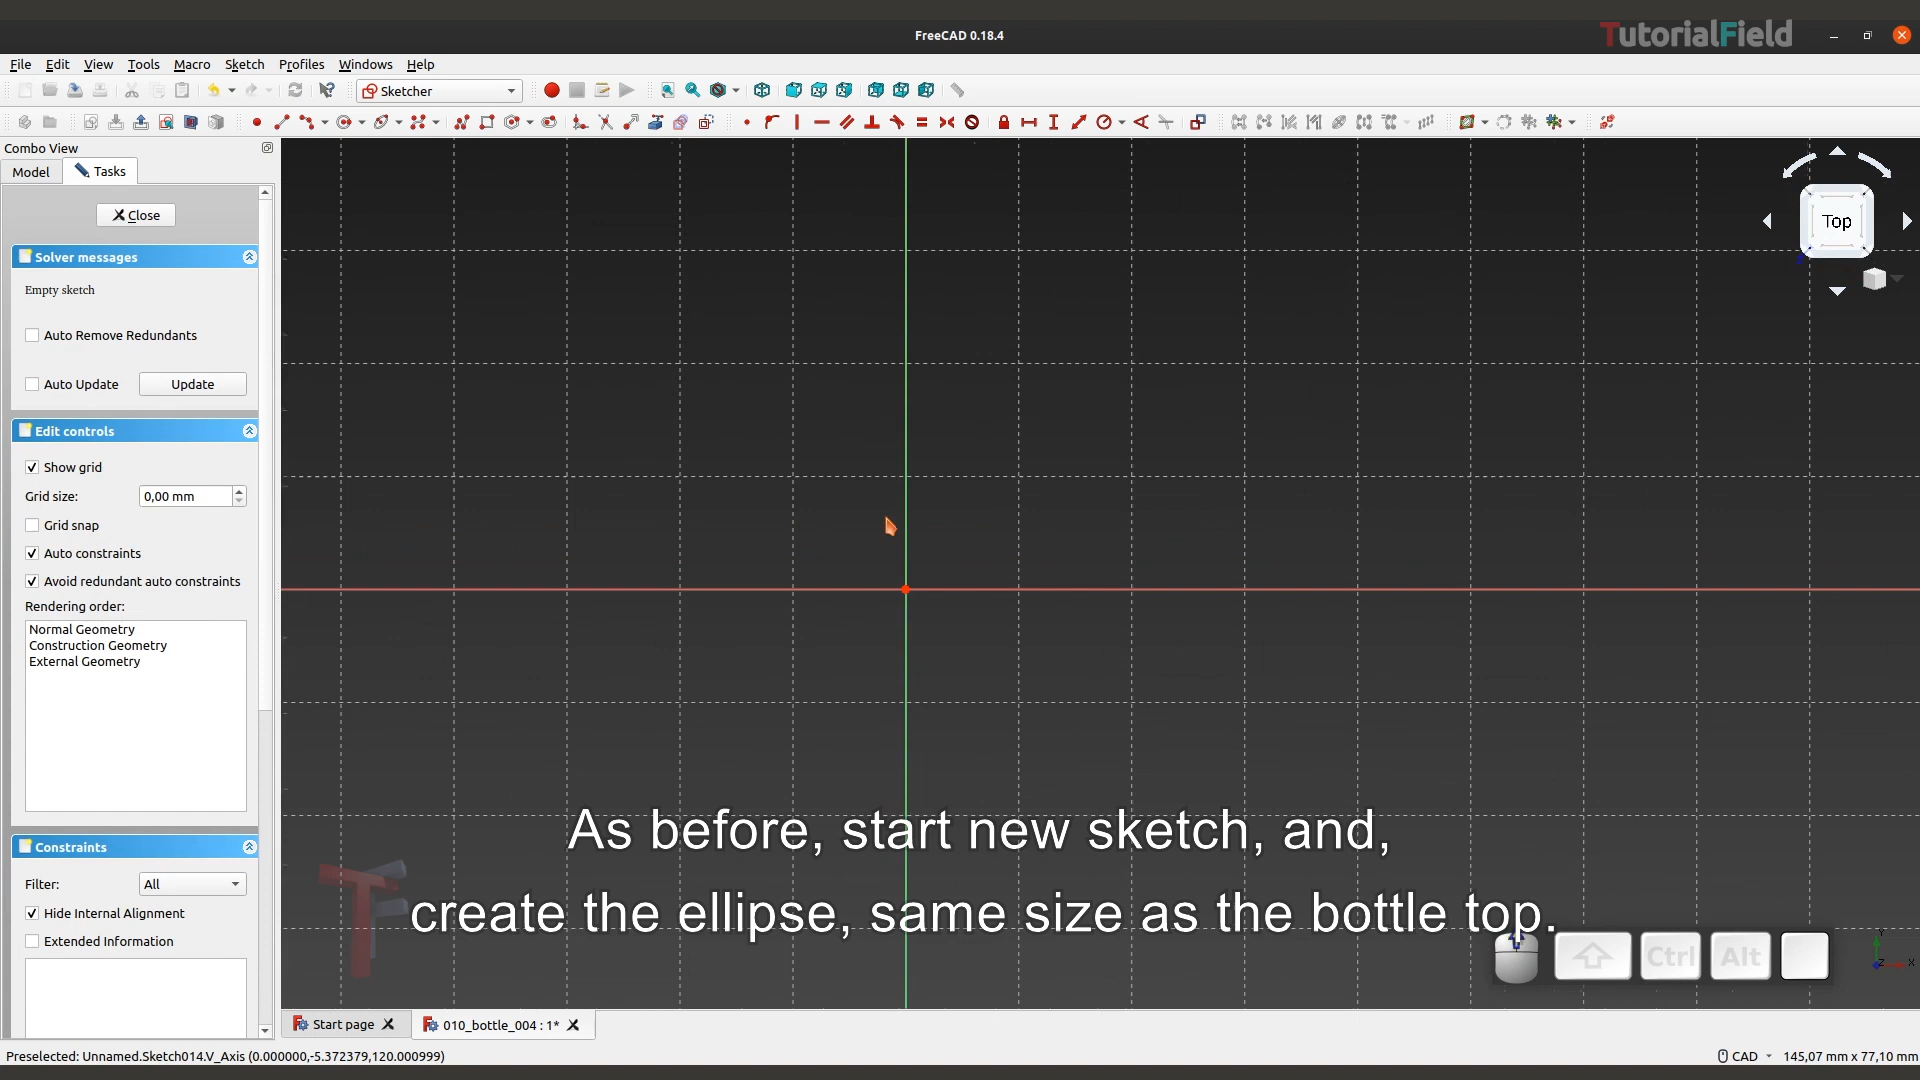 TutorialField
FreeCAD 0.18.4
File Edit View Tools Macro Sketch Profiles Windows Help
Sketcher
Combo View
Model Tasks
Close
Solver messages
Empty sketch
Auto Remove Redundants
Auto Update Update
Edit controls
Show grid
Grid size: 0,00 mm
Grid snap
Auto constraints
Avoid redundant auto constraints
Rendering order:
Normal Geometry
Construction Geometry
External Geometry
Constraints
Filter: All
Hide Internal Alignment
Extended Information
Top
As before, start new sketch, and,
create the ellipse, same size as the bottle top.
TF
Ctrl Alt
Y
Z X
Start page 010_bottle_004 : 1*
Preselected: Unnamed.Sketch014.V_Axis (0.000000,-5.372379,120.000999)
CAD 145,07 mm x 77,10 mm